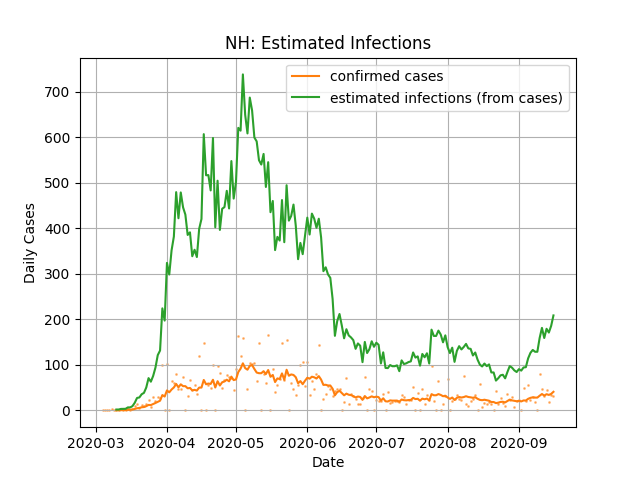 NH: Estimated Infections
confirmed cases
estimated infections (from cases)
Daily Cases
700
600
500
400
300
200
100
0
2020-03 2020-04 2020-05 2020-06 2020-07 2020-08 2020-09
Date